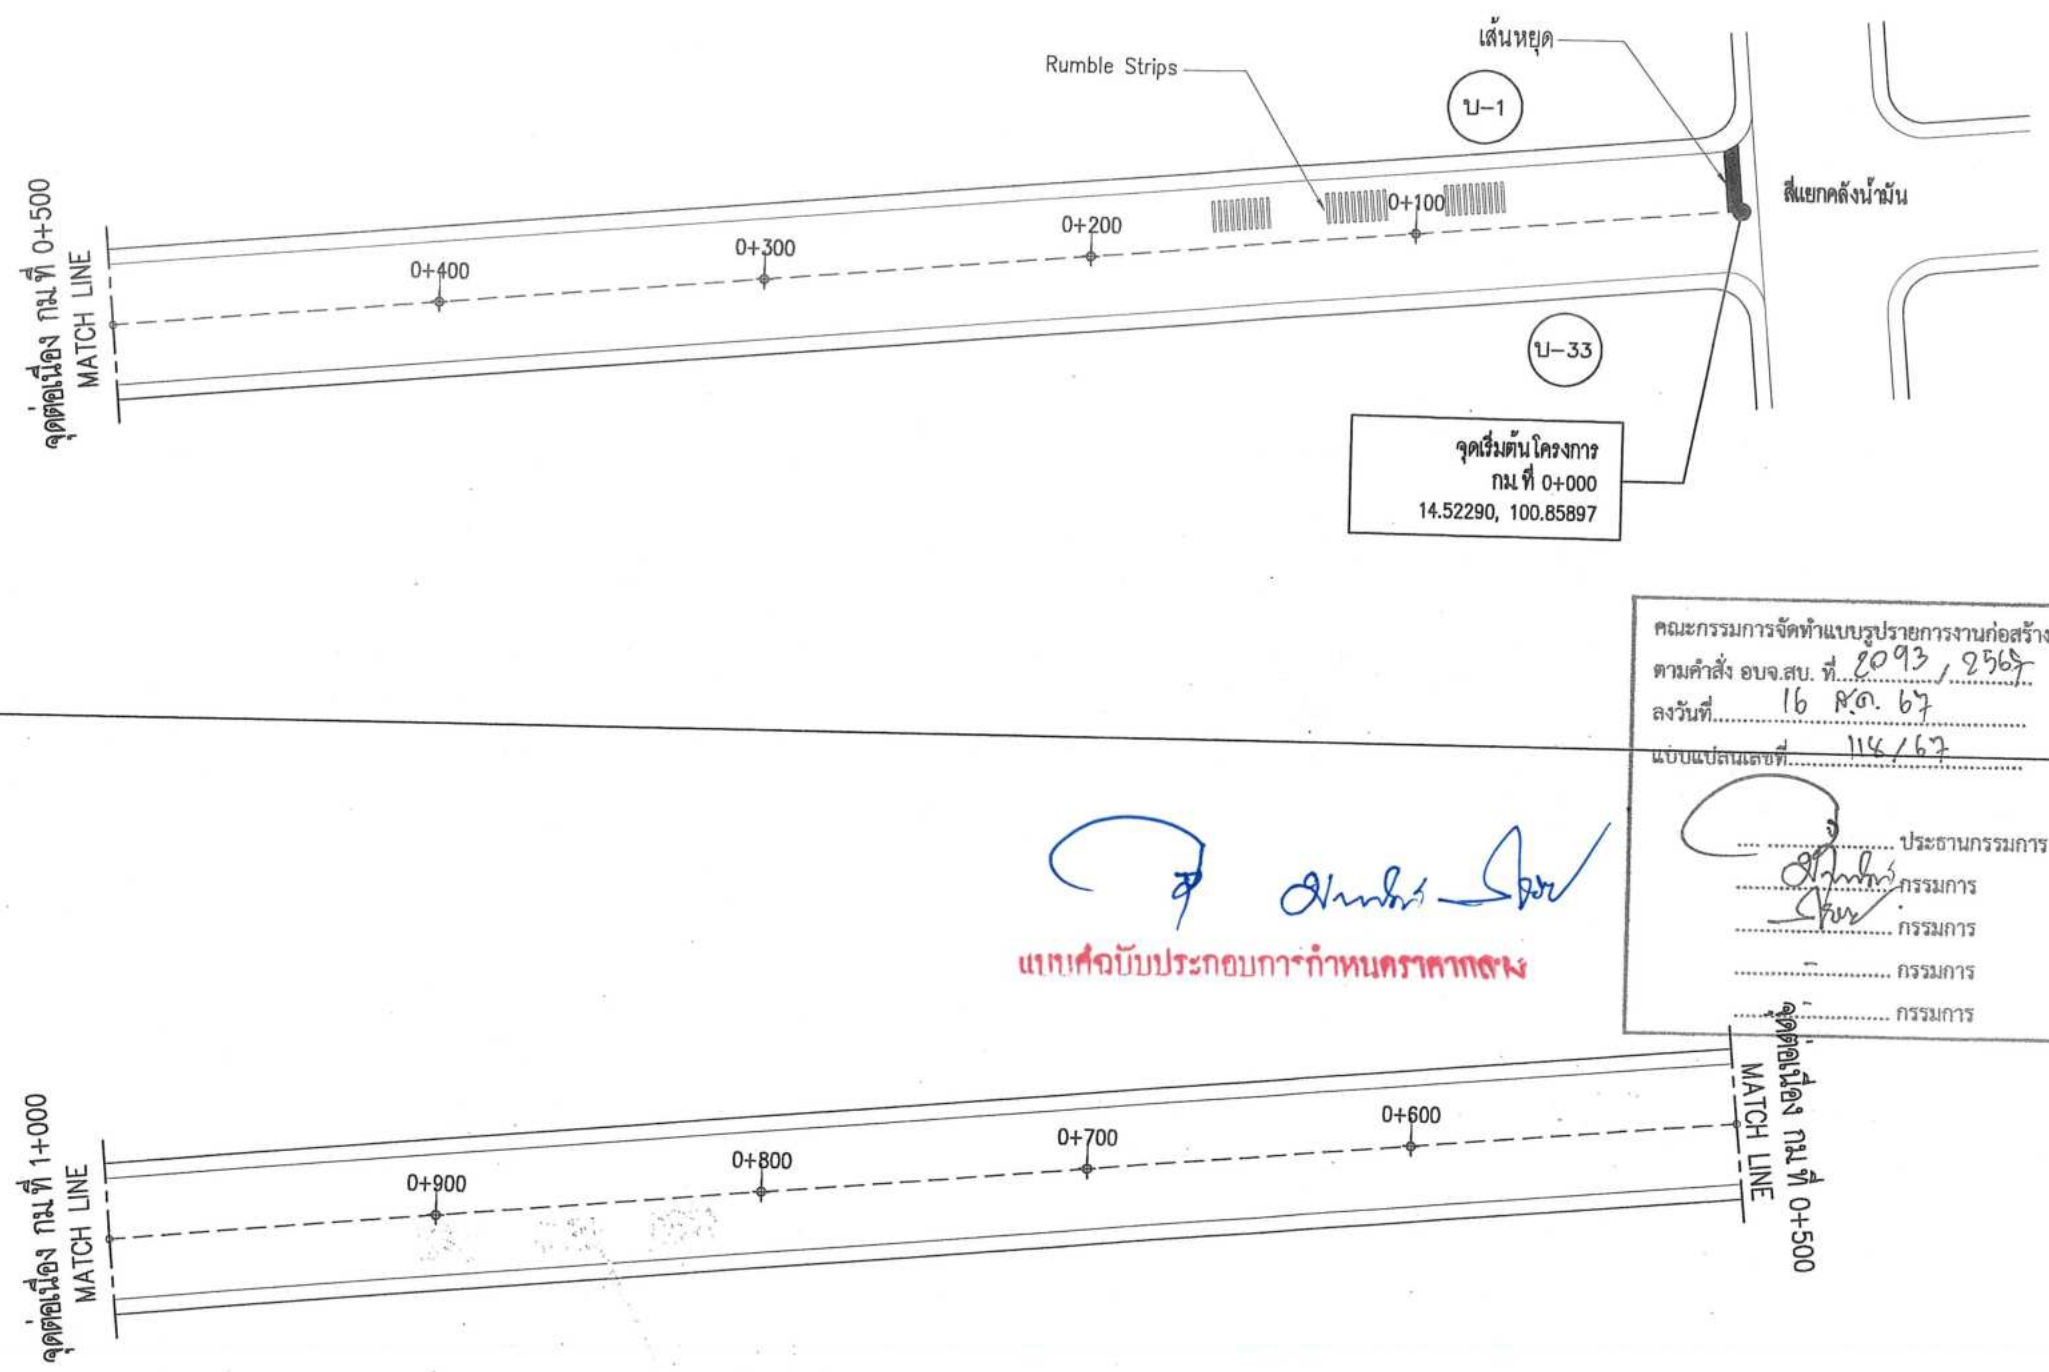 เส้นหยุด
Rumble Strips
บ-1
สี่แยกคลังน้ำมัน
0+100
0+200
0+300
0+400
จุดต่อเนื่อง กม.ที่ 0+500
MATCH LINE
บ-33
จุดเริ่มต้นโครงการ
กม.ที่ 0+000
14.52290, 100.85897
คณะกรรมการจัดทำแบบรูปรายการงานก่อสร้าง
ตามคำสั่ง อบจ.สบ. ที่ 2093 / 2567
ลงวันที่ 16 ส.ค. 67
แบบแปลนเลขที่ 114/67
ประธานกรรมการ
กรรมการ
กรรมการ
กรรมการ
กรรมการ
แบบฉบับประกอบการกำหนดราคากลาง
จุดต่อเนื่อง กม.ที่ 0+500
MATCH LINE
0+600
0+700
0+800
0+900
จุดต่อเนื่อง กม.ที่ 1+000
MATCH LINE